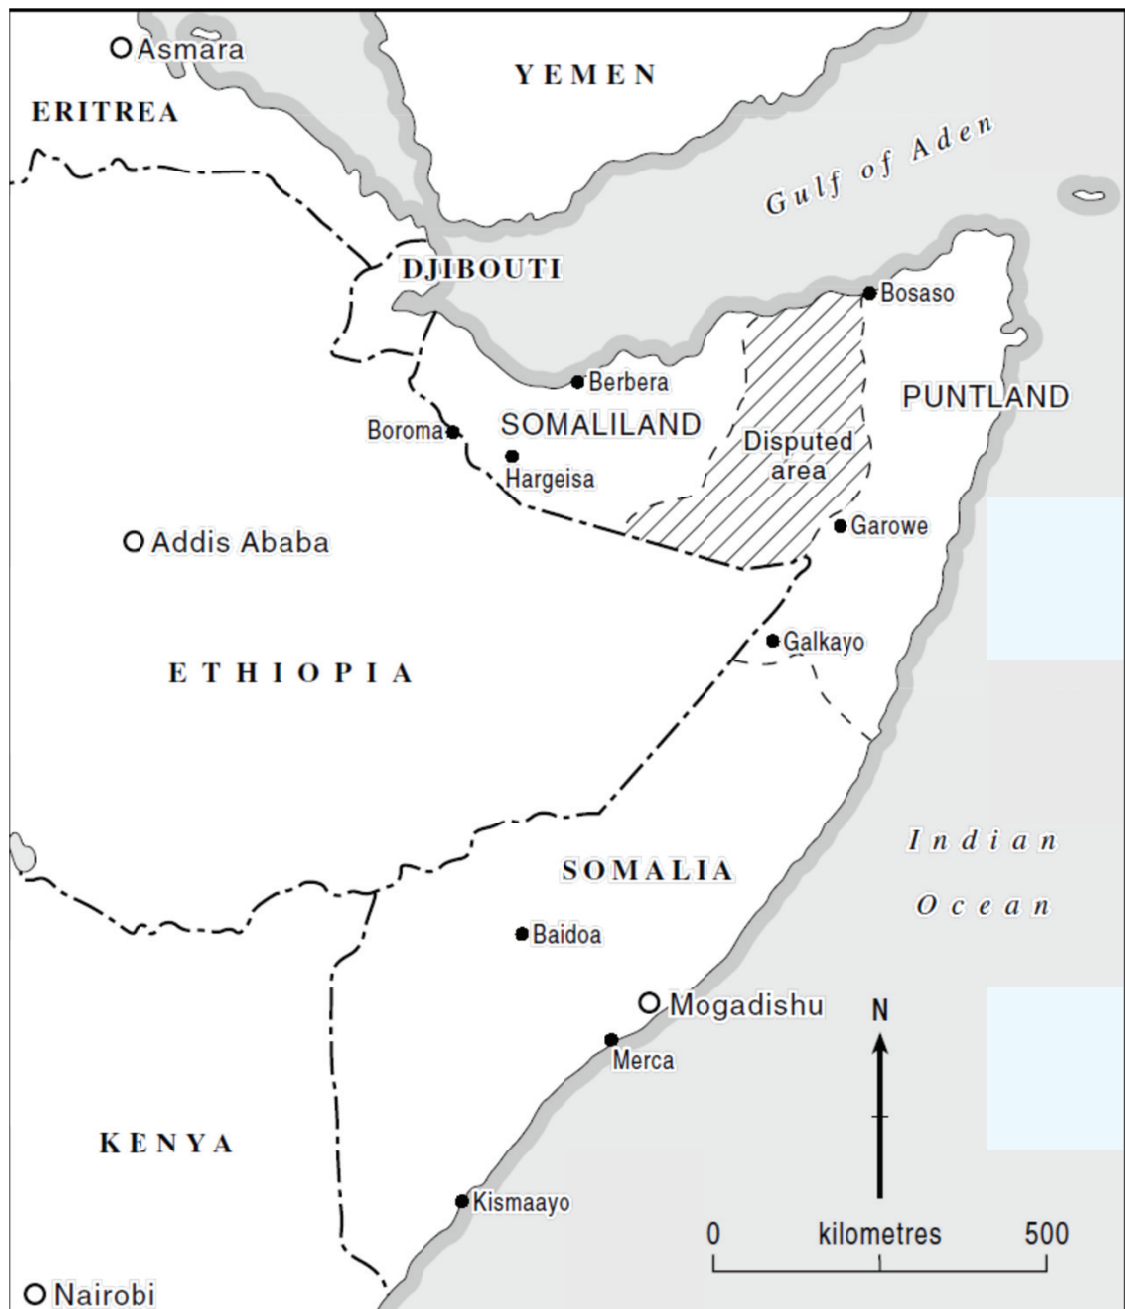 Asmara
YEMEN
ERITREA
Gulf of Aden
DJIBOUTI
Bosaso
Berbera
PUNTLAND
SOMALILAND
Boroma
Disputed
area
Hargeisa
Garowe
Addis Ababa
Galkayo
ETHIOPIA
Indian
Ocean
SOMALIA
Baidoa
Mogadishu
N
Merca
KENYA
Kismaayo
0 kilometres 500
Nairobi